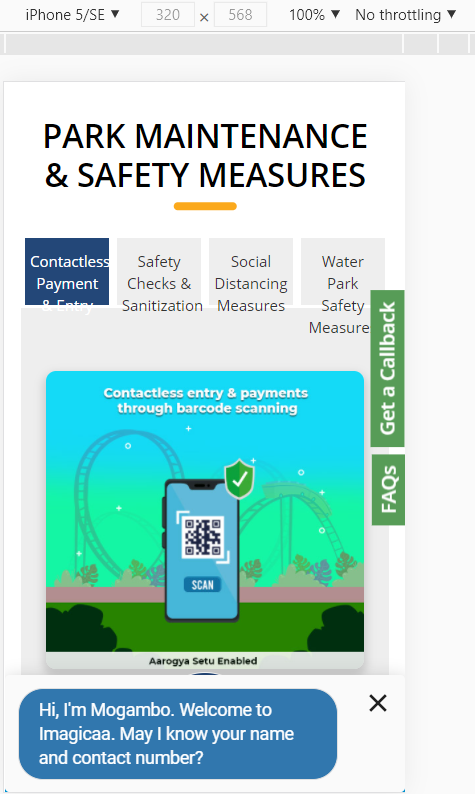 iPhone 5/SE ▼ 320 × 568 100% ▼ No throttling ▼
PARK MAINTENANCE
& SAFETY MEASURES
Contactless
Payment
& Entry
Safety
Checks &
Sanitization
Social
Distancing
Measures
Water
Park
Safety
Measure
Get a Callback
FAQs
Contactless entry & payments
through barcode scanning
SCAN
Aarogya Setu Enabled
Hi, I'm Mogambo. Welcome to
Imagicaa. May I know your name
and contact number?